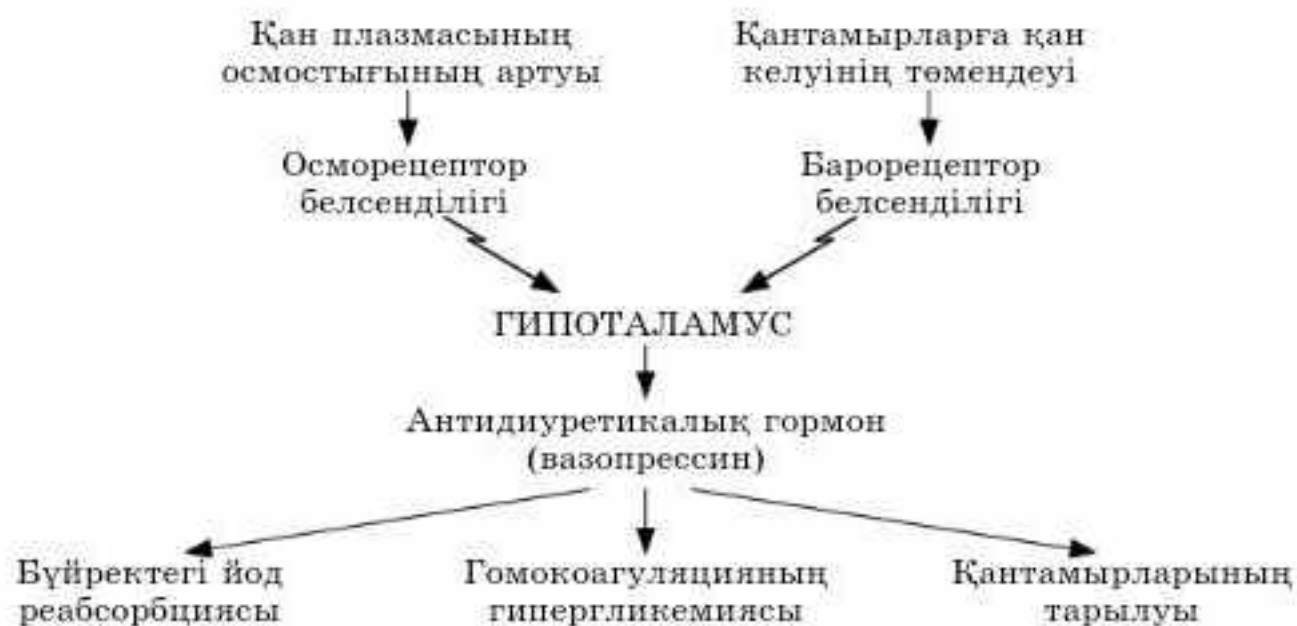 Қан плазмасының
осмостығының артуы
Қантамырларға қан
келуінің төмендеуі
Осморецептор
белсенділігі
Барорецептор
белсенділігі
ГИПОТАЛАМУС
Антидиуретикалық гормон
(вазопрессин)
Бүйректегі йод
реабсорбциясы
Гомокоагуляцияның
гипергликемиясы
Қантамырларының
тарылуы